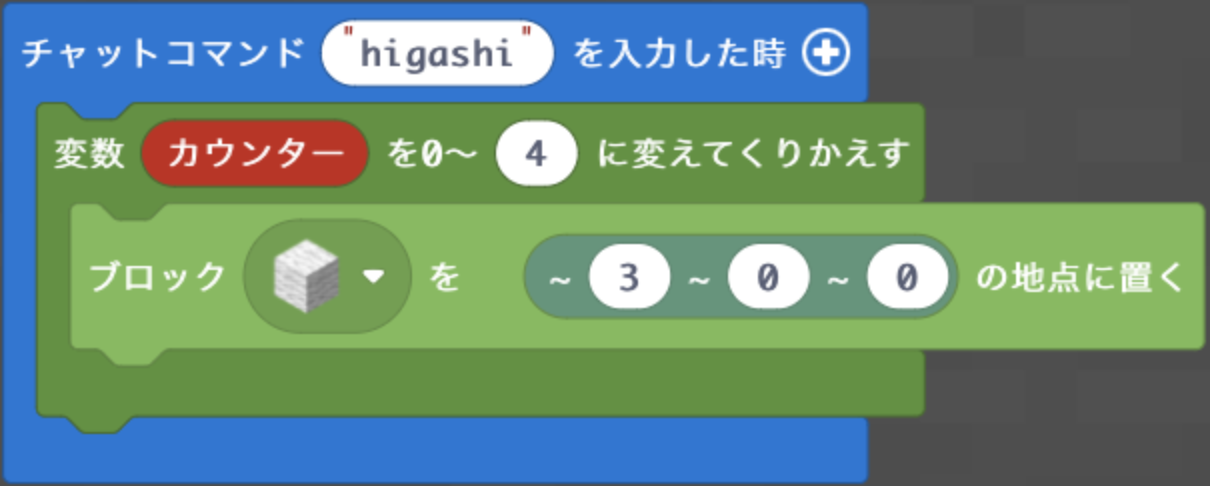 チャットコマンド "higashi" を入力した時
変数 カウンター を0～ 4 に変えてくりかえす
ブロック を ~ 3 ~ 0 ~ 0 の地点に置く